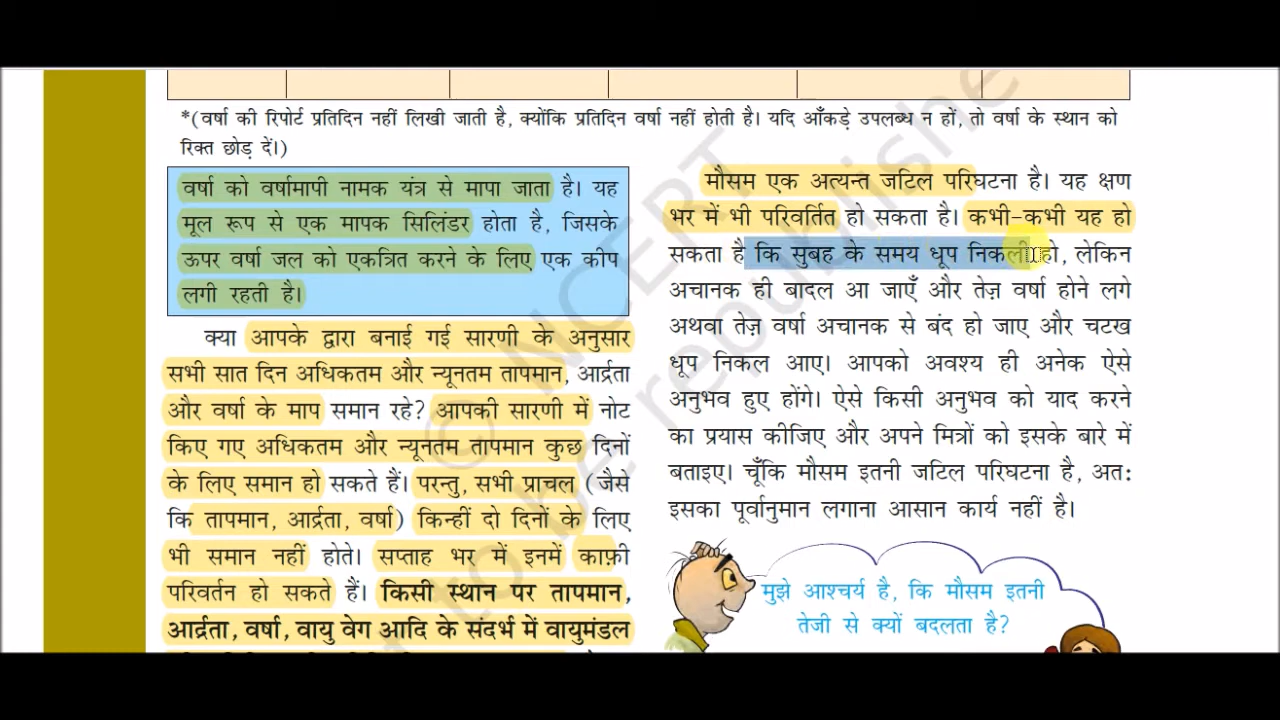 *(वर्षा की रिपोर्ट प्रतिदिन नहीं लिखी जाती है, क्योंकि प्रतिदिन वर्षा नहीं होती है। यदि आँकड़े उपलब्ध न हों, तो वर्षा के स्थान को
रिक्त छोड़ दें।)
वर्षा को वर्षामापी नामक यंत्र से मापा जाता है। यह
मूल रूप से एक मापक सिलिंडर होता है, जिसके
ऊपर वर्षा जल को एकत्रित करने के लिए एक कीप
लगी रहती है।
क्या आपके द्वारा बनाई गई सारणी के अनुसार
सभी सात दिन अधिकतम और न्यूनतम तापमान, आर्द्रता
और वर्षा के माप समान रहे? आपकी सारणी में नोट
किए गए अधिकतम और न्यूनतम तापमान कुछ दिनों
के लिए समान हो सकते हैं। परन्तु, सभी प्राचल (जैसे
कि तापमान, आर्द्रता, वर्षा) किन्हीं दो दिनों के लिए
भी समान नहीं होते। सप्ताह भर में इनमें काफ़ी
परिवर्तन हो सकते हैं। किसी स्थान पर तापमान,
आर्द्रता, वर्षा, वायु वेग आदि के संदर्भ में वायुमंडल
मौसम एक अत्यन्त जटिल परिघटना है। यह क्षण
भर में भी परिवर्तित हो सकता है। कभी-कभी यह हो
सकता है कि सुबह के समय धूप निकली हो, लेकिन
अचानक ही बादल आ जाएँ और तेज़ वर्षा होने लगे
अथवा तेज़ वर्षा अचानक से बंद हो जाए और चटख
धूप निकल आए। आपको अवश्य ही अनेक ऐसे
अनुभव हुए होंगे। ऐसे किसी अनुभव को याद करने
का प्रयास कीजिए और अपने मित्रों को इसके बारे में
बताइए। चूँकि मौसम इतनी जटिल परिघटना है, अत:
इसका पूर्वानुमान लगाना आसान कार्य नहीं है।
मुझे आश्चर्य है, कि मौसम इतनी
तेजी से क्यों बदलता है?
© NCERT
to be republishe